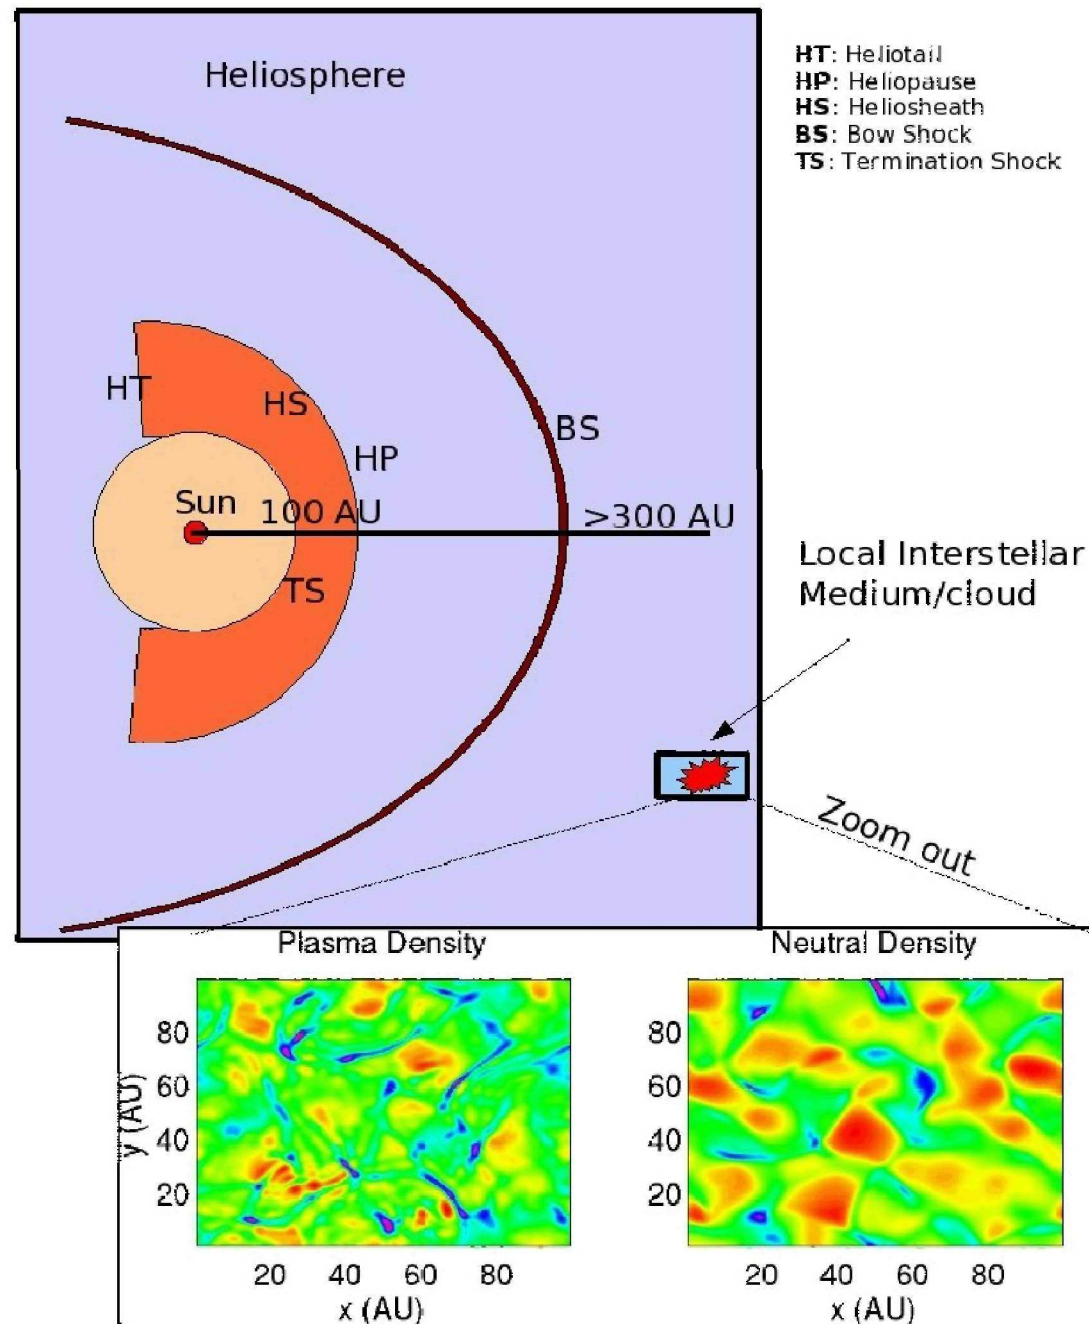 Heliosphere
HT: Heliotail
HP: Heliopause
HS: Heliosheath
BS: Bow Shock
TS: Termination Shock
HT
HS
HP
BS
Sun
100 AU
>300 AU
TS
Local Interstellar
Medium/cloud
Zoom out
Plasma Density
Neutral Density
80
60
40
20
y (AU)
20 40 60 80
x (AU)
80
60
40
20
20 40 60 80
x (AU)